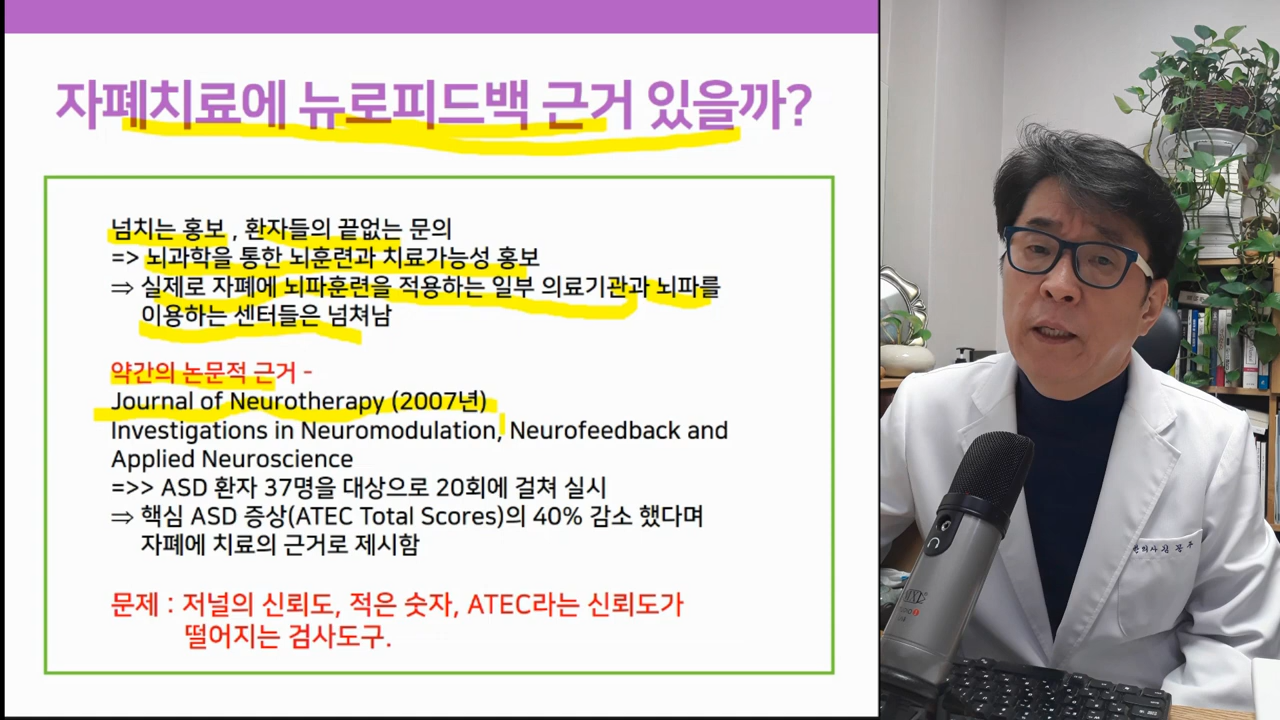 자폐치료에 뉴로피드백 근거 있을까?
넘치는 홍보 , 환자들의 끝없는 문의
=> 뇌과학을 통한 뇌훈련과 치료가능성 홍보
⇒ 실제로 자폐에 뇌파훈련을 적용하는 일부 의료기관과 뇌파를
이용하는 센터들은 넘쳐남
약간의 논문적 근거 -
Journal of Neurotherapy (2007년)
Investigations in Neuromodulation, Neurofeedback and
Applied Neuroscience
=>> ASD 환자 37명을 대상으로 20회에 걸쳐 실시
⇒ 핵심 ASD 증상(ATEC Total Scores)의 40% 감소 했다며
자폐에 치료의 근거로 제시함
문제 : 저널의 신뢰도, 적은 숫자, ATEC라는 신뢰도가
떨어지는 검사도구.